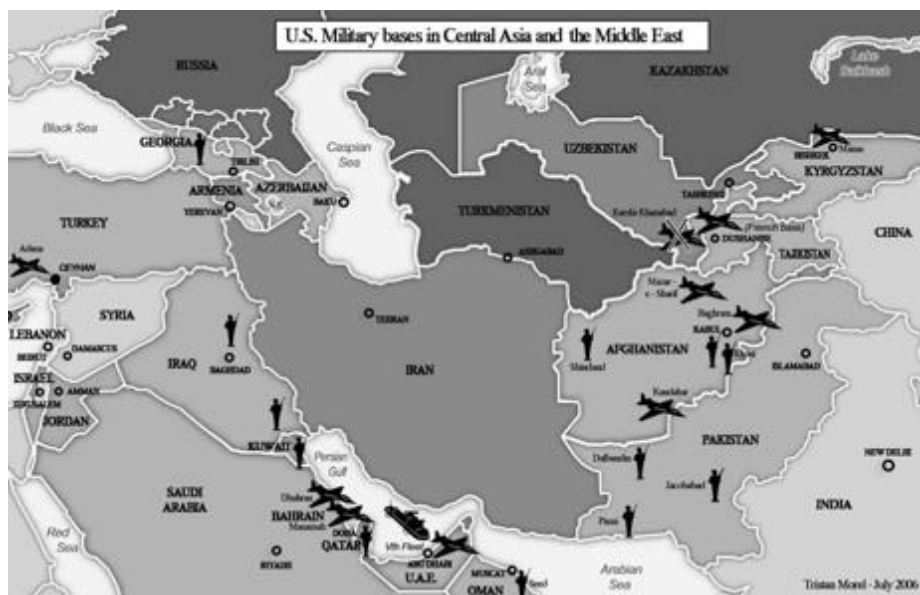 U.S. Military bases in Central Asia and the Middle East
RUSSIA
KAZAKHSTAN
Lake
Balkhash
Aral
Sea
Black Sea
Caspian
Sea
GEORGIA
TBILISI
UZBEKISTAN
BISHKEK
Manas
KYRGYZSTAN
ARMENIA
AZERBAIJAN
YEREVAN
N.K.
BAKU
TASHKENT
TURKEY
TURKMENISTAN
Karshi-Khanabad
(French base)
DUSHANBE
CHINA
TAJIKISTAN
ASHGABAD
Adana
CEYHAN
Mazar -
e - Sharif
SYRIA
TEHRAN
Baghram
KABUL
LEBANON
BEIRUT
DAMASCUS
IRAQ
BAGHDAD
IRAN
AFGHANISTAN
Shindand
ISLAMABAD
ISRAEL
AMMAN
JERUSALEM
JORDAN
Kandahar
KUWAIT
PAKISTAN
Persian
Gulf
Dalbandin
NEW DELHI
SAUDI
ARABIA
Dhahran
Jacobabad
INDIA
BAHRAIN
Manamah
DOHA
QATAR
Vth Fleet
ABU DHABI
U.A.E.
Red
Sea
RIYADH
MUSCAT
OMAN
Seeb
Arabian
Sea
Tristan Morel - July 2006